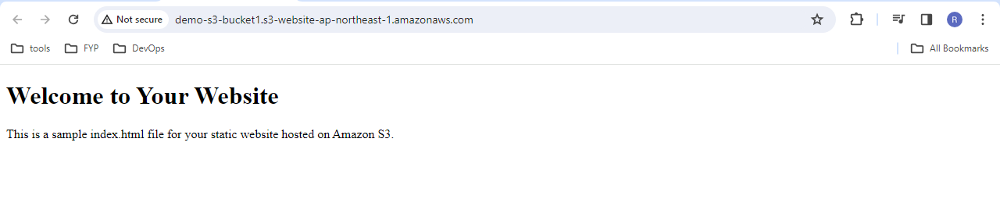 Not secure demo-s3-bucket1.s3-website-ap-northeast-1.amazonaws.com R
tools FYP DevOps All Bookmarks
Welcome to Your Website
This is a sample index.html file for your static website hosted on Amazon S3.